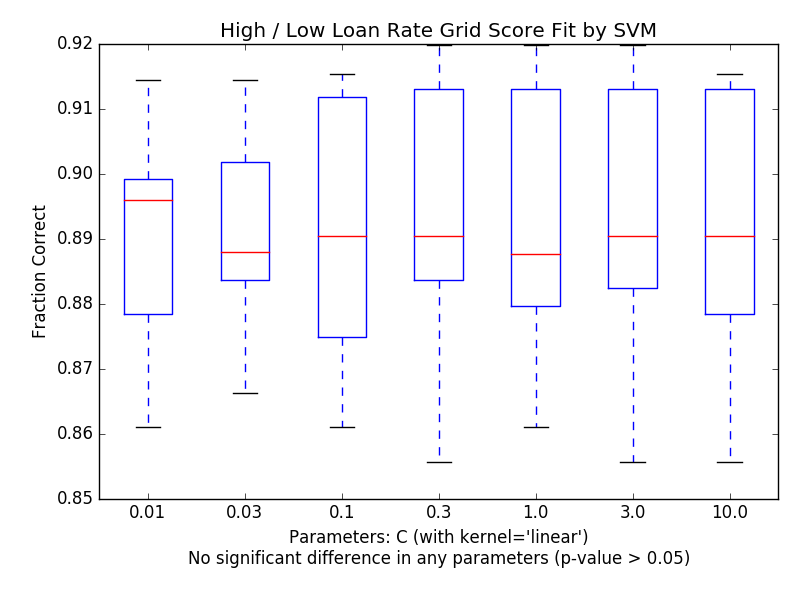 High / Low Loan Rate Grid Score Fit by SVM
0.92
0.91
0.90
0.89
0.88
0.87
0.86
0.85
Fraction Correct
0.01 0.03 0.1 0.3 1.0 3.0 10.0
Parameters: C (with kernel='linear')
No significant difference in any parameters (p-value > 0.05)